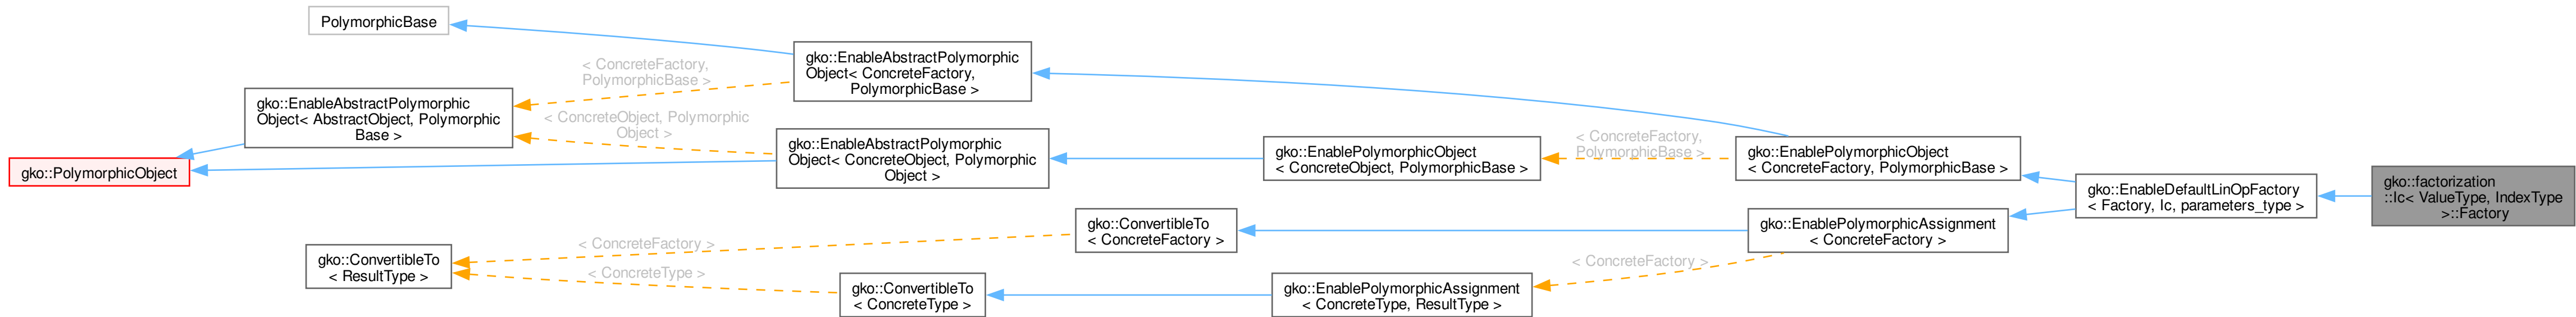 PolymorphicBase
gko::EnableAbstractPolymorphic
Object< ConcreteFactory,
PolymorphicBase >
< ConcreteFactory,
PolymorphicBase >
gko::EnableAbstractPolymorphic
Object< AbstractObject, Polymorphic
Base >
< ConcreteObject, Polymorphic
Object >
gko::EnableAbstractPolymorphic
Object< ConcreteObject, Polymorphic
Object >
gko::PolymorphicObject
gko::EnablePolymorphicObject
< ConcreteObject, PolymorphicBase >
< ConcreteFactory,
PolymorphicBase >
gko::EnablePolymorphicObject
< ConcreteFactory, PolymorphicBase >
gko::EnableDefaultLinOpFactory
< Factory, Ic, parameters_type >
gko::factorization
::Ic< ValueType, IndexType
>::Factory
gko::ConvertibleTo
< ConcreteFactory >
gko::EnablePolymorphicAssignment
< ConcreteFactory >
< ConcreteFactory >
gko::ConvertibleTo
< ResultType >
< ConcreteType >
gko::ConvertibleTo
< ConcreteType >
gko::EnablePolymorphicAssignment
< ConcreteType, ResultType >
< ConcreteFactory >